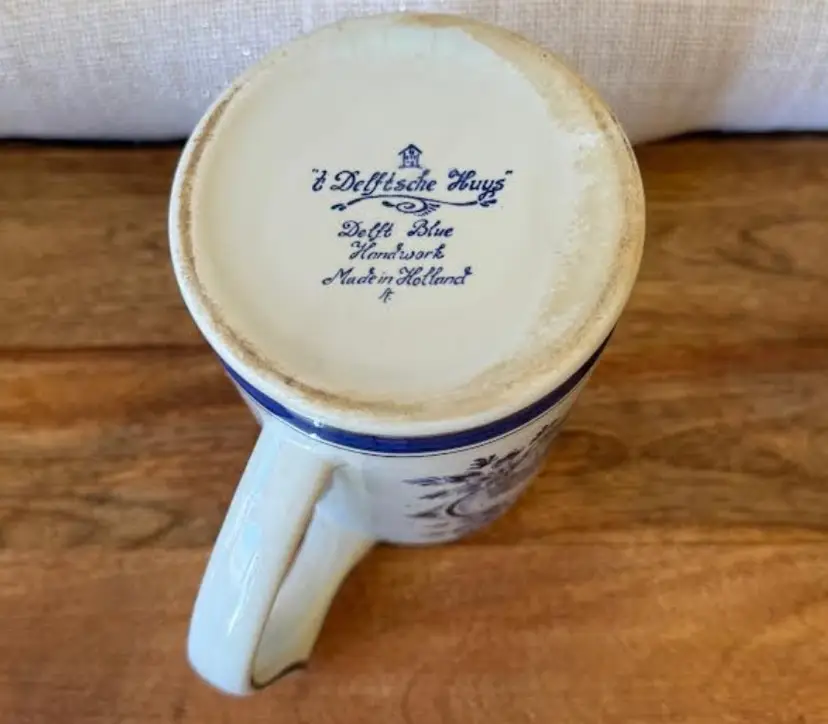 "t Delftsche Huys"
Delft Blue
Handwork
Made in Holland
A.